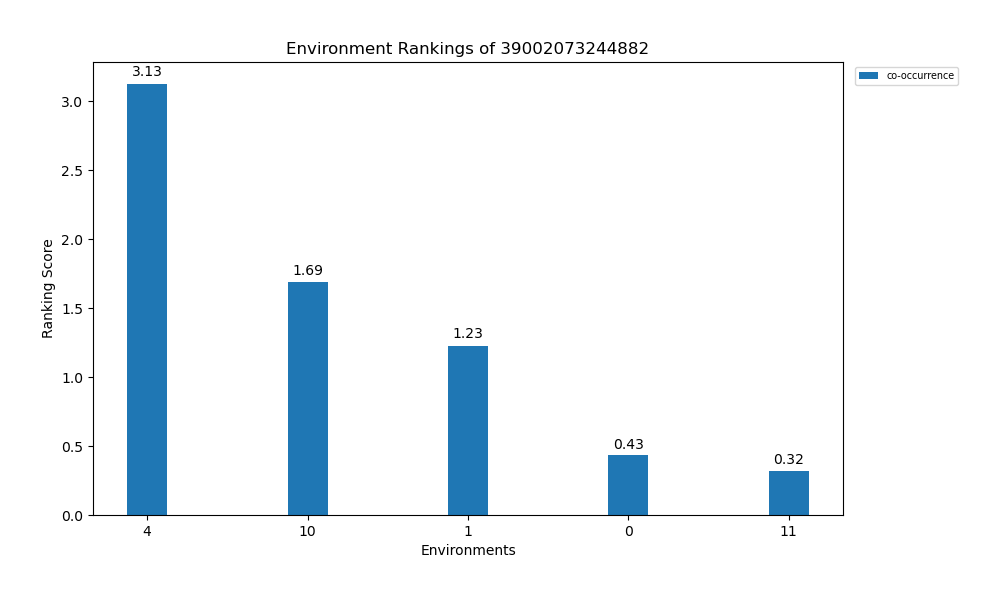 Environment Rankings of 39002073244882
co-occurrence
3.13
1.69
1.23
0.43
0.32
Ranking Score
3.0
2.5
2.0
1.5
1.0
0.5
0.0
4 10 1 0 11
Environments